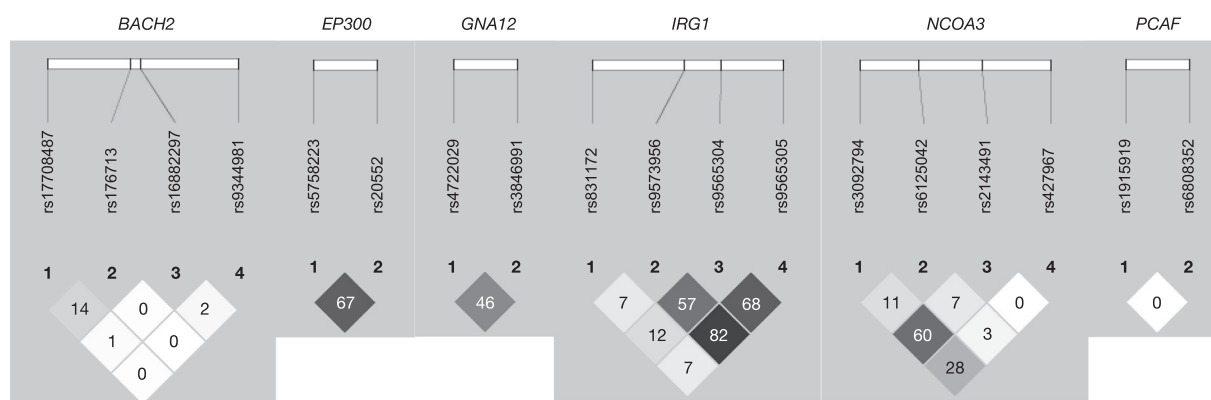 BACH2 EP300 GNA12 IRG1 NCOA3 PCAF
rs17708487 rs176713 rs16882297 rs9344981 rs5758223 rs20552 rs4722029 rs3846991 rs831172 rs9573956 rs9565304 rs9565305 rs3092794 rs6125042 rs2143491 rs427967 rs1915919 rs6808352
1 2 3 4 1 2 1 2 1 2 3 4 1 2 3 4 1 2
14 0 2 67 46 7 57 68 11 7 0 0
1 0 12 82 60 3
0 7 28